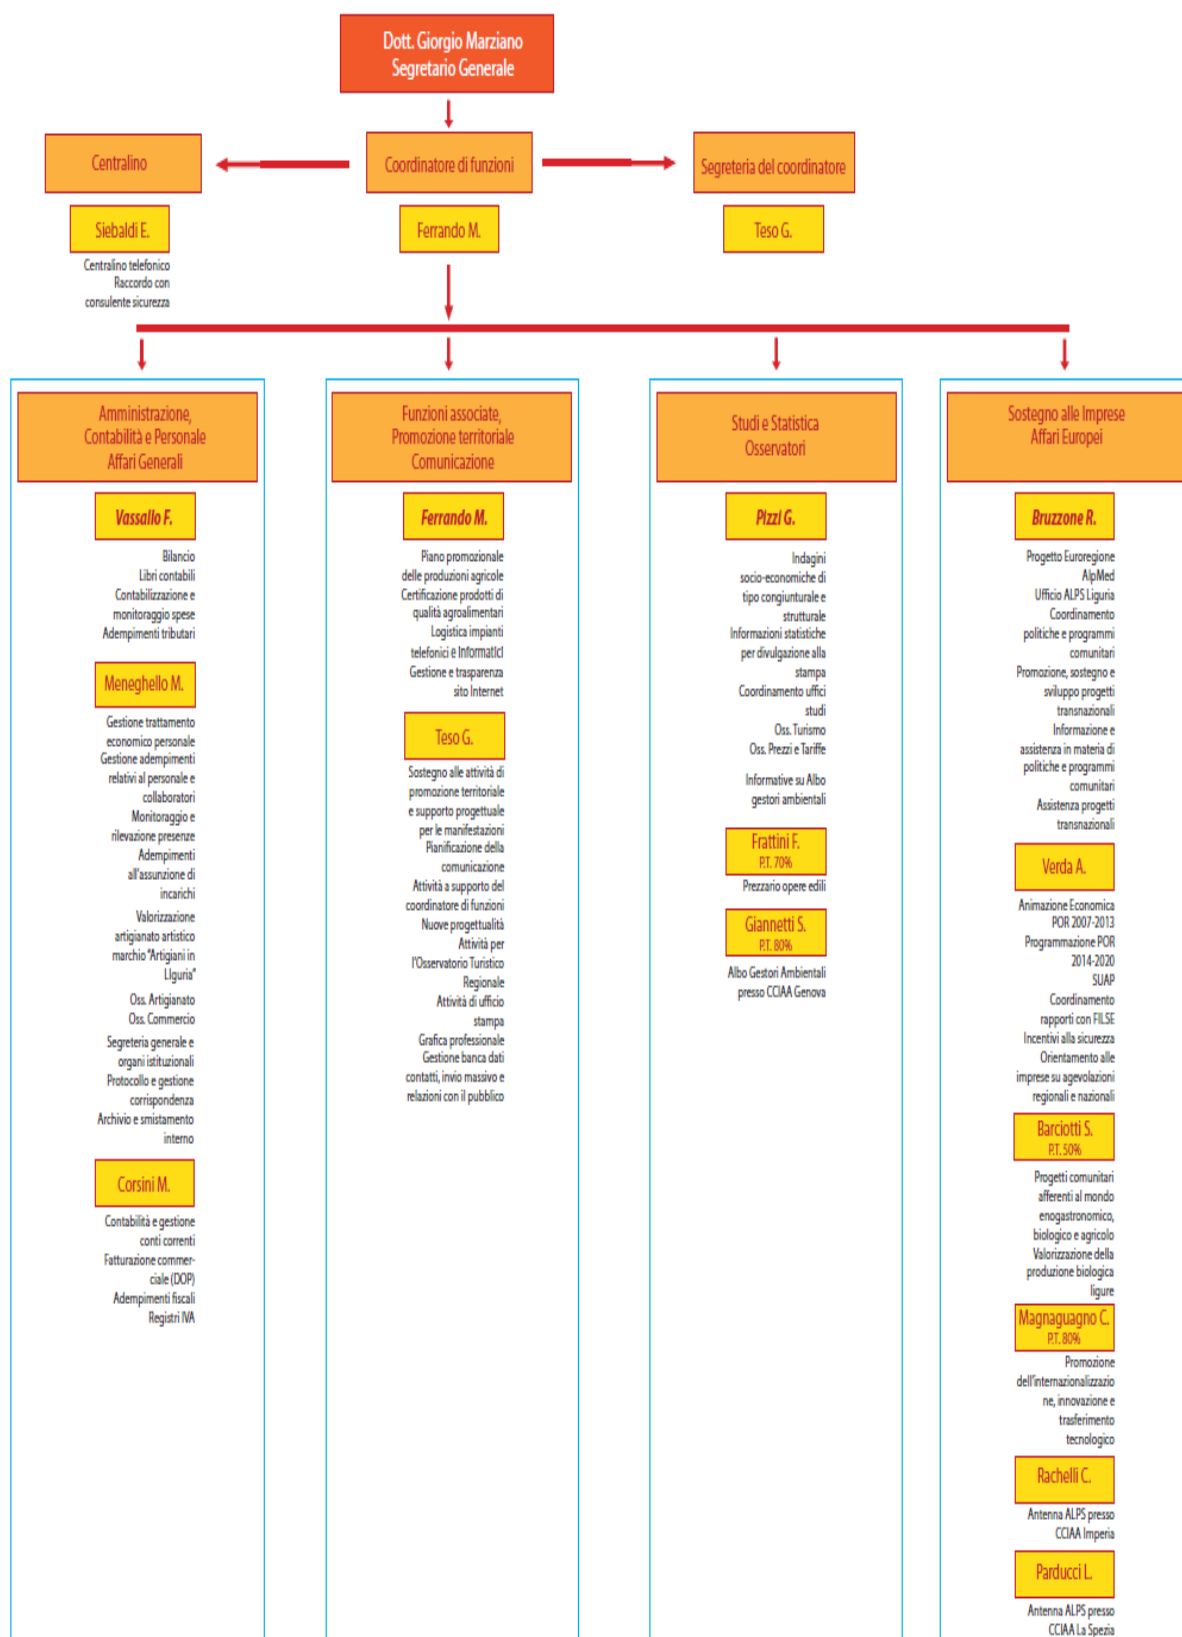 Dott. Giorgio Marziano
Segretario Generale
Centralino
Coordinatore di funzioni
Segreteria del coordinatore
Siebaldi E.
Ferrando M.
Teso G.
Centralino telefonico
Raccordo con
consulente sicurezza
Amministrazione,
Contabilità e Personale
Affari Generali
Vassallo F.
Bilancio
Libri contabili
Contabilizzazione e
monitoraggio spese
Adempimenti tributari
Meneghello M.
Gestione trattamento
economico personale
Gestione adempimenti
relativi al personale e
collaboratori
Monitoraggio e
rilevazione presenze
Adempimenti
all'assunzione di
incarichi
Valorizzazione
artigianato artistico
marchio "Artigiani in
LIguria"
Oss. Artigianato
Oss. Commercio
Segreteria generale e
organi istituzionali
Protocollo e gestione
corrispondenza
Archivio e smistamento
interno
Corsini M.
Contabilità e gestione
conti correnti
Fatturazione commer-
ciale (DOP)
Adempimenti fiscali
Registri IVA
Funzioni associate,
Promozione territoriale
Comunicazione
Ferrando M.
Piano promozionale
delle produzioni agricole
Certificazione prodotti di
qualità agroalimentari
Logistica impianti
telefonici e InformatIcI
Gestione e trasparenza
sito Internet
Teso G.
Sostegno alle attività di
promozione territoriale
e supporto progettuale
per le manifestazioni
Pianificazione della
comunicazione
Attività a supporto del
coordinatore di funzioni
Nuove progettualità
Attività per
l'Osservatorio Turistico
Regionale
Attività di ufficio
stampa
Grafica professionale
Gestione banca dati
contatti, invio massivo e
relazioni con il pubblico
Studi e Statistica
Osservatori
Pizzi G.
Indagini
socio-economiche di
tipo congiunturale e
strutturale
Informazioni statistiche
per divulgazione alla
stampa
Coordinamento uffici
studi
Oss. Turismo
Oss. Prezzi e Tariffe
Informative su Albo
gestori ambientali
Frattini F.
P.T. 70%
Prezzario opere edili
Giannetti S.
P.T. 80%
Albo Gestori Ambientali
presso CCIAA Genova
Sostegno alle Imprese
Affari Europei
Bruzzone R.
Progetto Euroregione
AlpMed
Ufficio ALPS Liguria
Coordinamento
politiche e programmi
comunitari
Promozione, sostegno e
sviluppo progetti
transnazionali
Informazione e
assistenza in materia di
politiche e programmi
comunitari
Assistenza progetti
transnazionali
Verda A.
Animazione Economica
POR 2007-2013
Programmazione POR
2014-2020
SUAP
Coordinamento
rapporti con FILSE
Incentivi alla sicurezza
Orientamento alle
imprese su agevolazioni
regionali e nazionali
Barciotti S.
P.T. 50%
Progetti comunitari
afferenti al mondo
enogastronomico,
biologico e agricolo
Valorizzazione della
produzione biologica
ligure
Magnaguagno C.
P.T. 80%
Promozione
dell'internazionalizzazio
ne, innovazione e
trasferimento
tecnologico
Rachelli C.
Antenna ALPS presso
CCIAA Imperia
Parducci L.
Antenna ALPS presso
CCIAA La Spezia